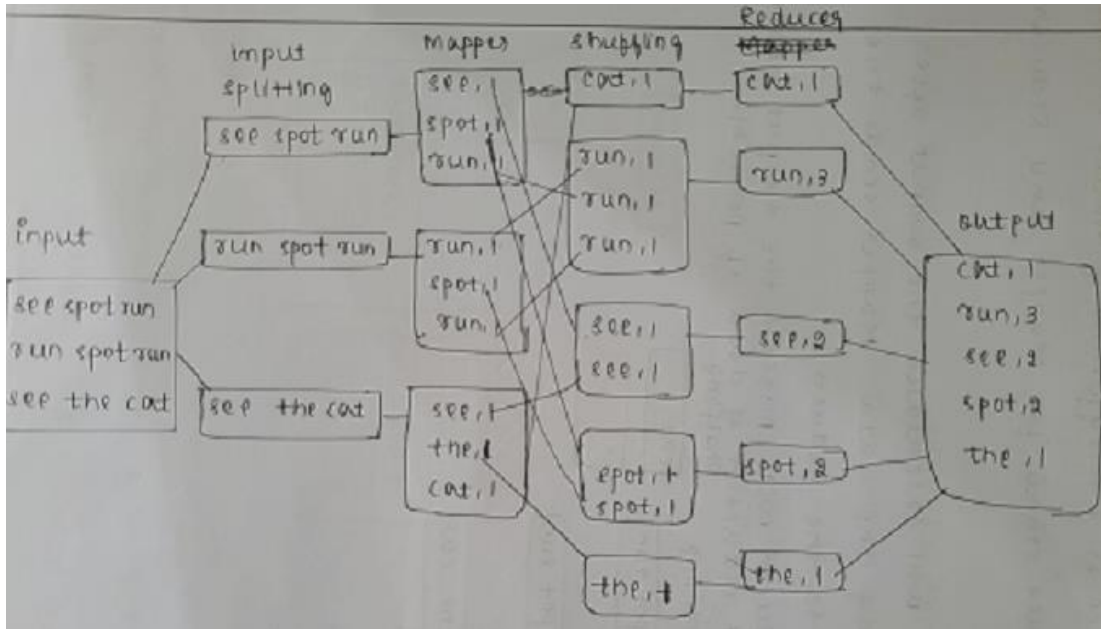 input
see spot run
run spot run
see the cat
input
splitting
see spot run
run spot run
see the cat
Mapper
see, 1
spot, 1
run, 1
run, 1
spot, 1
run,
see, 1
the, 1
cat, 1
shuffling
cat, 1
run, 1
run, 1
run, 1
see, 1
see, 1
spot, 1
spot, 1
the, 1
Reducer
Mapper
cat, 1
run, 3
see, 2
spot, 2
the, 1
output
cat, 1
run, 3
see, 2
spot, 2
the, 1